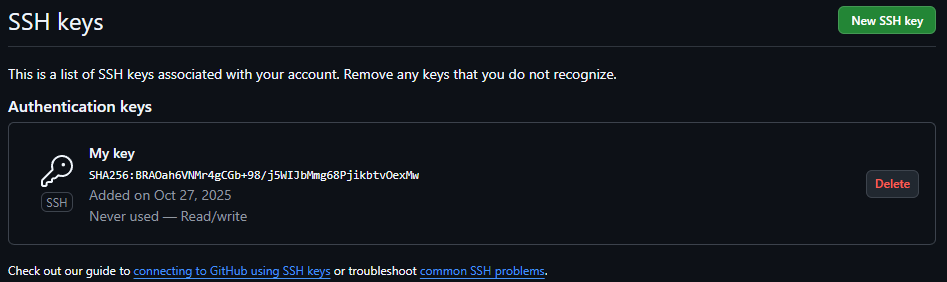 SSH keys
New SSH key
This is a list of SSH keys associated with your account. Remove any keys that you do not recognize.
Authentication keys
My key
SHA256:BRAOah6VNMr4gCGb+98/j5WIJbMmg68PjikbtvOexMw
SSH
Added on Oct 27, 2025
Never used — Read/write
Delete
Check out our guide to connecting to GitHub using SSH keys or troubleshoot common SSH problems.